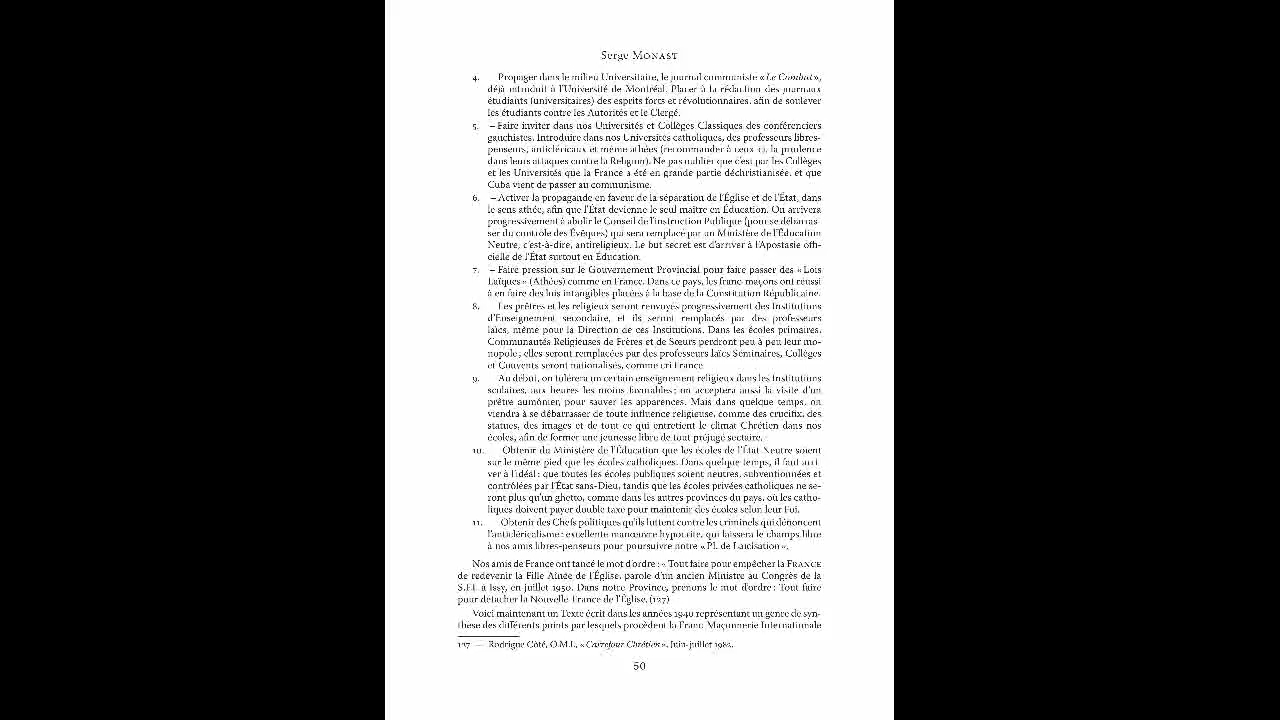 Serge MONAST
4. Propager dans le milieu Universitaire, le journal communiste « Le Combat »,
déjà introduit à l'Université de Montréal. Placer à la rédaction des journaux
étudiants (universitaires) des esprits forts et révolutionnaires, afin de soulever
les étudiants contre les Autorités et le Clergé.
5. – Faire inviter dans nos Universités et Collèges Classiques des conférenciers
gauchistes. Introduire dans nos Universités catholiques, des professeurs libres-
penseurs, anticléricaux et même athées (recommander à ceux-ci, la prudence
dans leurs attaques contre la Religion). Ne pas oublier que c'est par les Collèges
et les Universités que la France a été en grande partie déchristianisée, et que
Cuba vient de passer au communisme.
6. – Activer la propagande en faveur de la séparation de l'Église et de l'État, dans
le sens athée, afin que l'État devienne le seul maître en Éducation. On arrivera
progressivement à abolir le Conseil de l'instruction Publique (pour se débarras-
ser du contrôle des Évêques) qui sera remplacé par un Ministère de l'Éducation
Neutre, c'est-à-dire, antireligieux. Le but secret est d'arriver à l'Apostasie offi-
cielle de l'État surtout en Éducation.
7. – Faire pression sur le Gouvernement Provincial pour faire passer des « Lois
Laïques » (Athées) comme en France. Dans ce pays, les franc-maçons ont réussi
à en faire des lois intangibles placées à la base de la Constitution Républicaine.
8. Les prêtres et les religieux seront renvoyés progressivement des Institutions
d'Enseignement secondaire, et ils seront remplacés par des professeurs
laïcs, même pour la Direction de ces Institutions. Dans les écoles primaires,
Communautés Religieuses de Frères et de Sœurs perdront peu à peu leur mo-
nopole ; elles seront remplacées par des professeurs laïcs Séminaires, Collèges
et Couvents seront nationalisés, comme cri France
9. Au début, on tolérera un certain enseignement religieux dans les Institutions
scolaires, aux heures les moins favorables ; on acceptera aussi la visite d'un
prêtre aumônier, pour sauver les apparences. Mais dans quelque temps, on
viendra à se débarrasser de toute influence religieuse, comme des crucifix, des
statues, des images et de tout ce qui entretient le climat Chrétien dans nos
écoles, afin de former une jeunesse libre de tout préjugé sectaire.
10. Obtenir du Ministère de l'Éducation que les écoles de l'État Neutre soient
sur le même pied que les écoles catholiques. Dans quelque temps, il faut arri-
ver à l'idéal : que toutes les écoles publiques soient neutres, subventionnées et
contrôlées par l'État sans-Dieu, tandis que les écoles privées catholiques ne se-
ront plus qu'un ghetto, comme dans les autres provinces du pays, où les catho-
liques doivent payer double taxe pour maintenir des écoles selon leur Foi.
11. Obtenir des Chefs politiques qu'ils luttent contre les criminels qui dénoncent
l'anticléricalisme : excellente manœuvre hypocrite, qui laissera le champs libre
à nos amis libres-penseurs pour poursuivre notre « Pl. de Laïcisation ».
Nos amis de France ont lancé le mot d'ordre : « Tout faire pour empêcher la FRANCE
de redevenir la Fille Aînée de l'Église, parole d'un ancien Ministre au Congrès de la
S.F.I. à Issy, en juillet 1950. Dans notre Province, prenons le mot d'ordre : Tout faire
pour détacher la Nouvelle-France de l'Église. (127)
Voici maintenant un Texte écrit dans les années 1940 représentant un genre de syn-
thèse des différents points par lesquels procèdent la Franc-Maçonnerie Internationale
127 — Rodrigue Côté, O.M.I., « Carrefour Chrétien », Juin-juillet 1982.
50